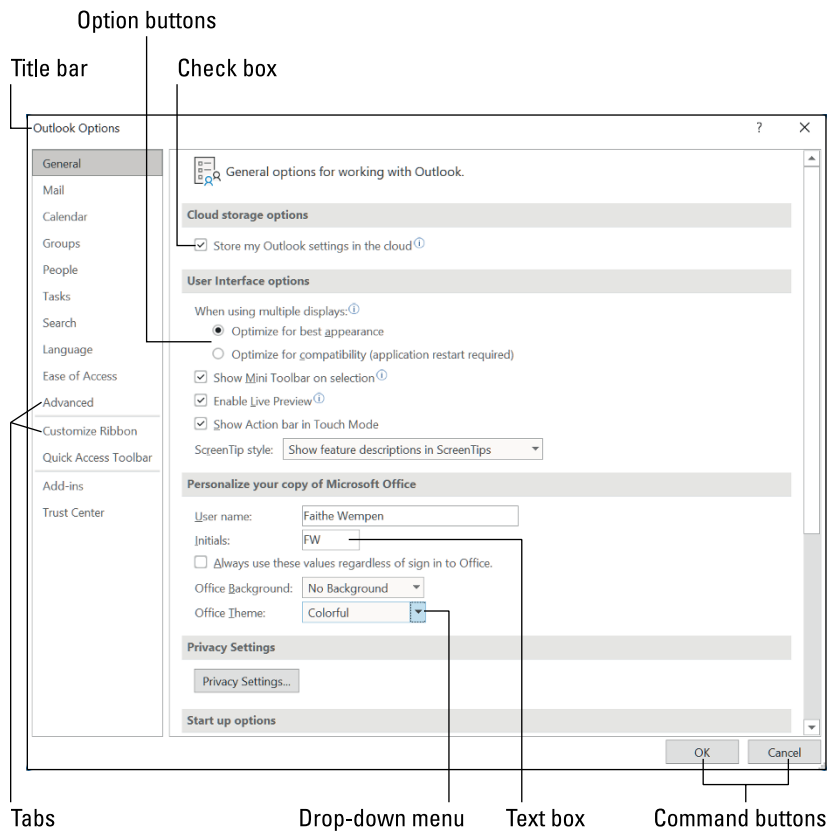 Option buttons
Title bar
Check box
Outlook Options
?
General
Mail
Calendar
Groups
People
Tasks
Search
Language
Ease of Access
Advanced
Customize Ribbon
Quick Access Toolbar
Add-ins
Trust Center
General options for working with Outlook.
Cloud storage options
Store my Outlook settings in the cloud
User Interface options
When using multiple displays:
Optimize for best appearance
Optimize for compatibility (application restart required)
Show Mini Toolbar on selection
Enable Live Preview
Show Action bar in Touch Mode
ScreenTip style: Show feature descriptions in ScreenTips
Personalize your copy of Microsoft Office
User name: Faithe Wempen
Initials: FW
Always use these values regardless of sign in to Office.
Office Background: No Background
Office Theme: Colorful
Privacy Settings
Privacy Settings...
Start up options
OK
Cancel
Tabs
Drop-down menu
Text box
Command buttons